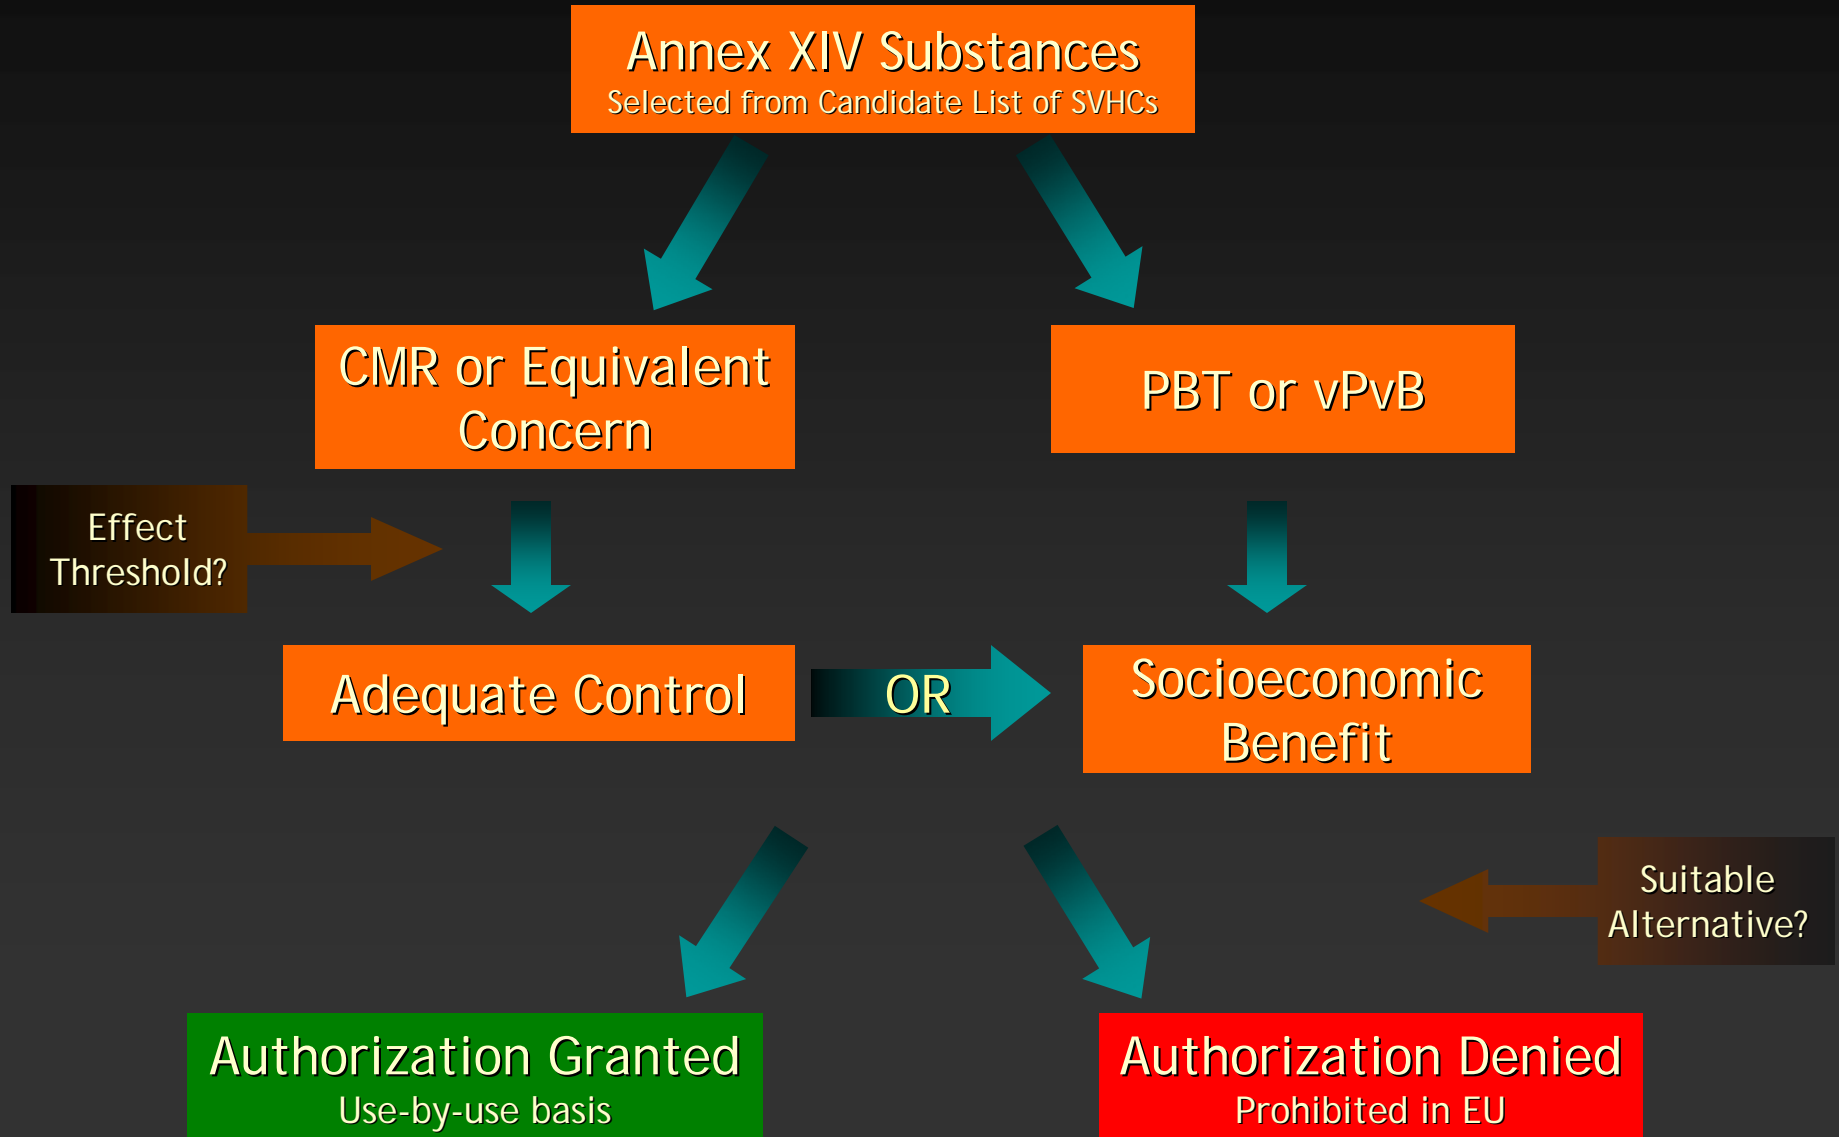 Annex XIV Substances
Selected from Candidate List of SVHCs
CMR or Equivalent
Concern
PBT or vPvB
Effect
Threshold?
Adequate Control
OR
Socioeconomic
Benefit
Suitable
Alternative?
Authorization Granted
Use-by-use basis
Authorization Denied
Prohibited in EU